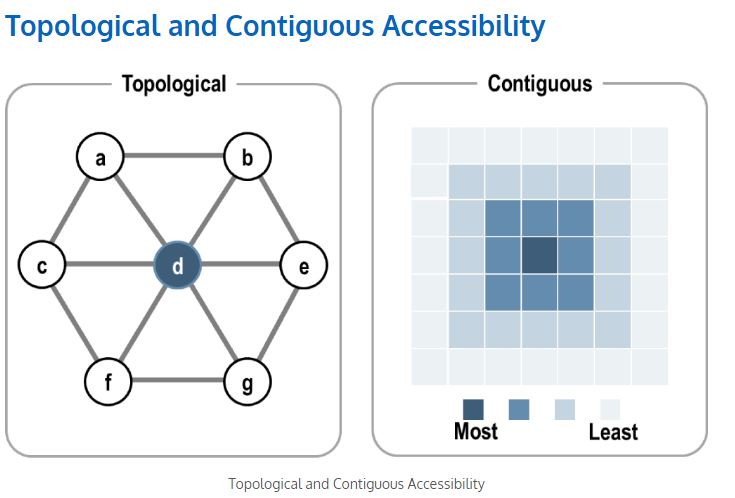 Topological and Contiguous Accessibility
Topological
a
b
c
d
e
f
g
Contiguous
Most
Least
Topological and Contiguous Accessibility